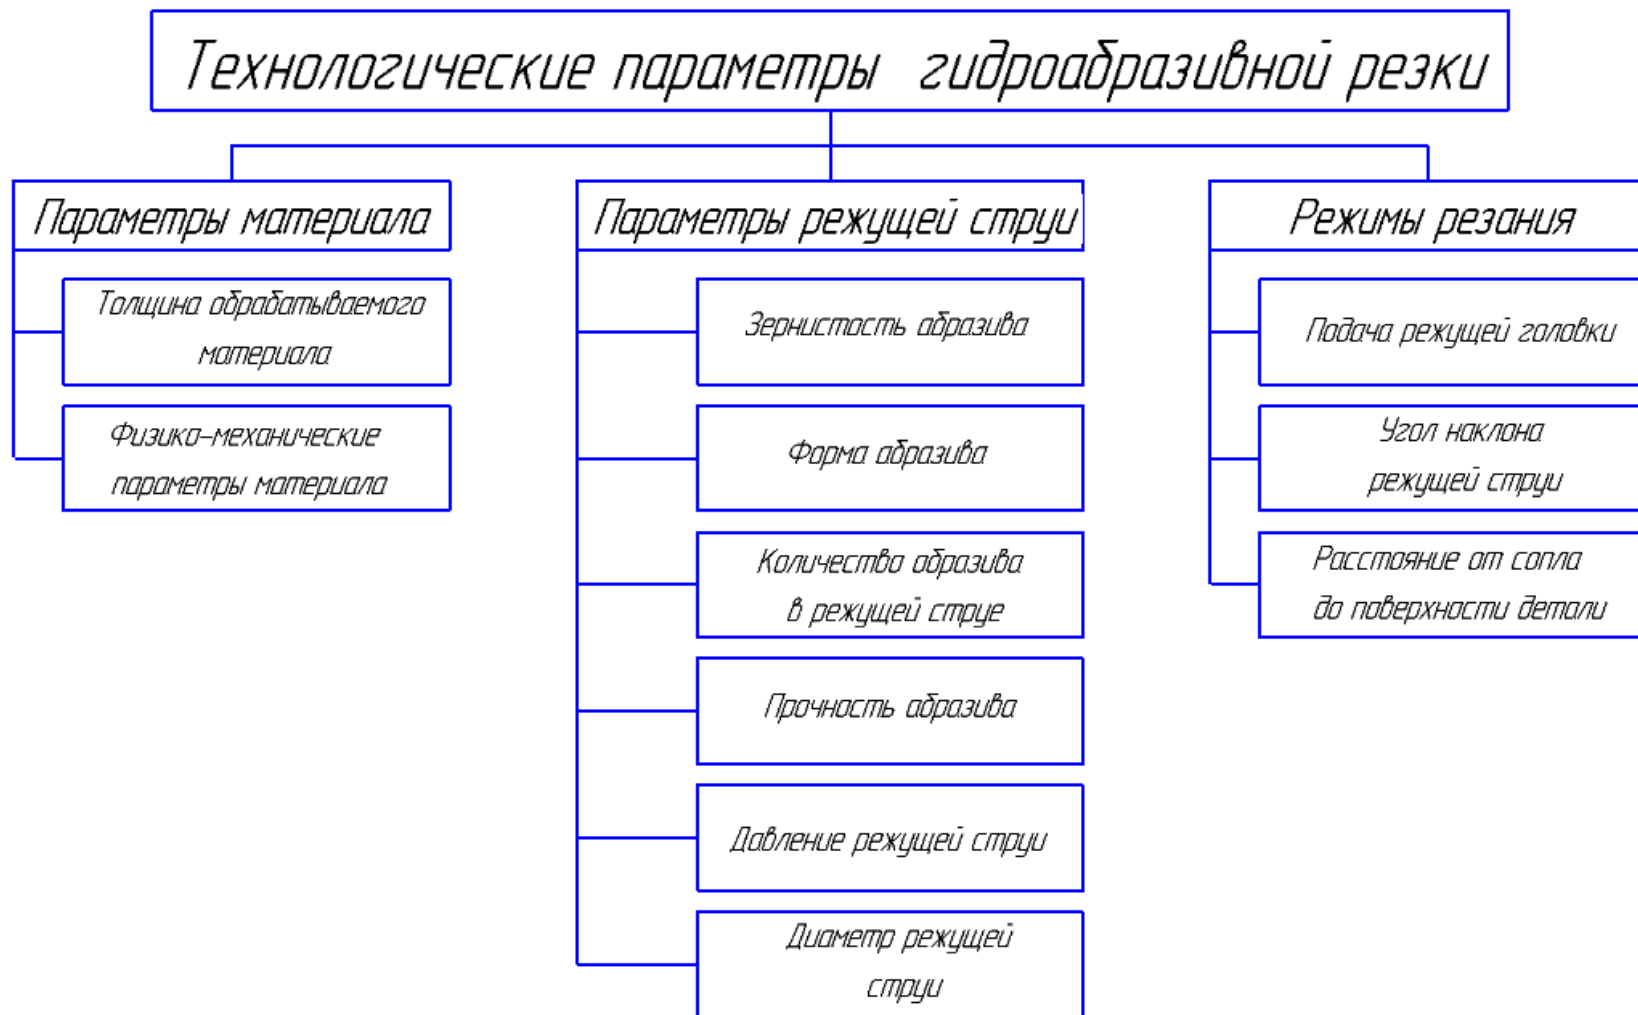 Технологические параметры гидроабразивной резки
Параметры материала
Толщина обрабатываемого
материала
Физико-механические
параметры материала
Параметры режущей струи
Зернистость абразива
Форма абразива
Количество абразива
в режущей струе
Прочность абразива
Давление режущей струи
Диаметр режущей
струи
Режимы резания
Подача режущей головки
Угол наклона
режущей струи
Расстояние от сопла
до поверхности детали